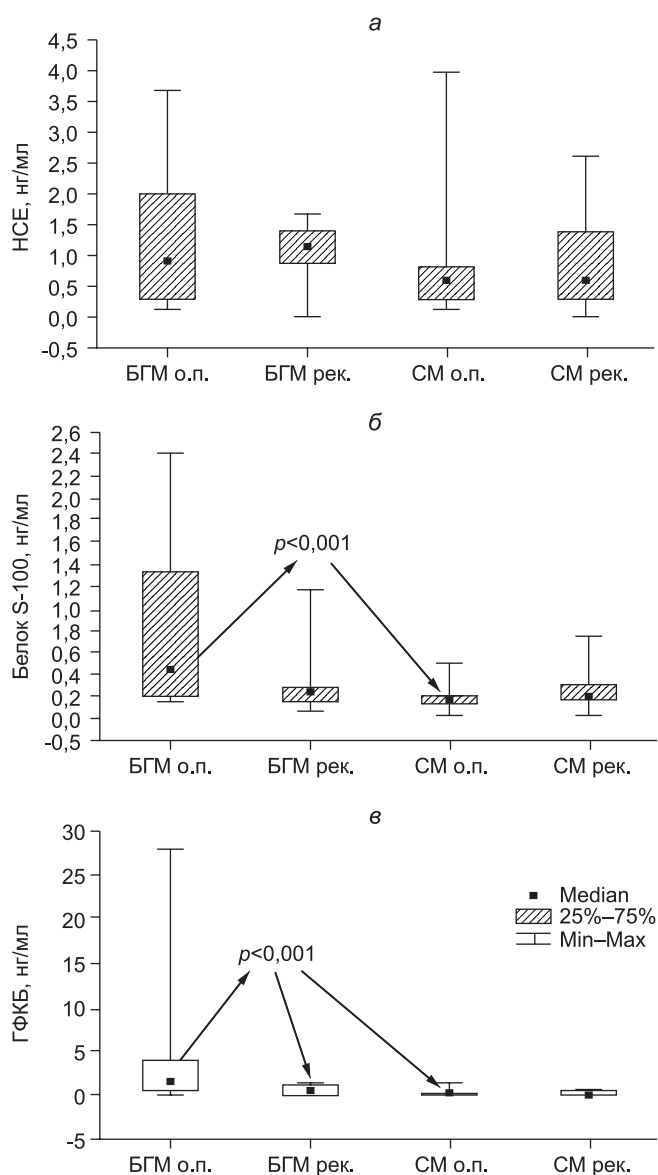 а
4,5
4,0
3,5
3,0
2,5
2,0
1,5
1,0
0,5
0,0
-0,5
НСЕ, нг/мл
БГМ о.п. БГМ рек. СМ о.п. СМ рек.
б
2,6
2,4
2,2
2,0
1,8
1,6
1,4
1,2
1,0
1,8
0,6
0,4
0,2
0,0
-0,5
Белок S-100, нг/мл
p<0,001
БГМ о.п. БГМ рек. СМ о.п. СМ рек.
в
30
25
20
15
10
5
0
-5
ГФКБ, нг/мл
p<0,001
Median
25%–75%
Min–Max
БГМ о.п. БГМ рек. СМ о.п. СМ рек.